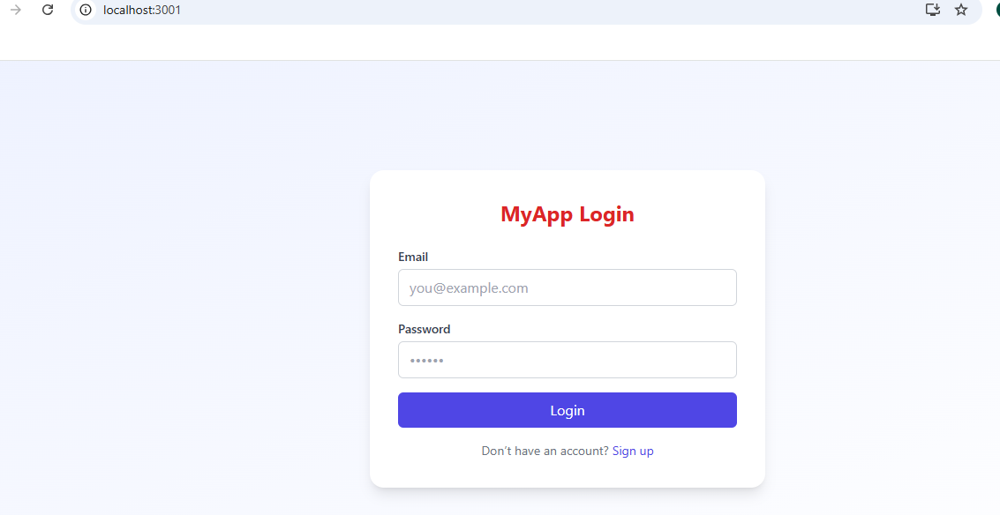 localhost:3001
MyApp Login
Email
you@example.com
Password
••••••
Login
Don’t have an account? Sign up